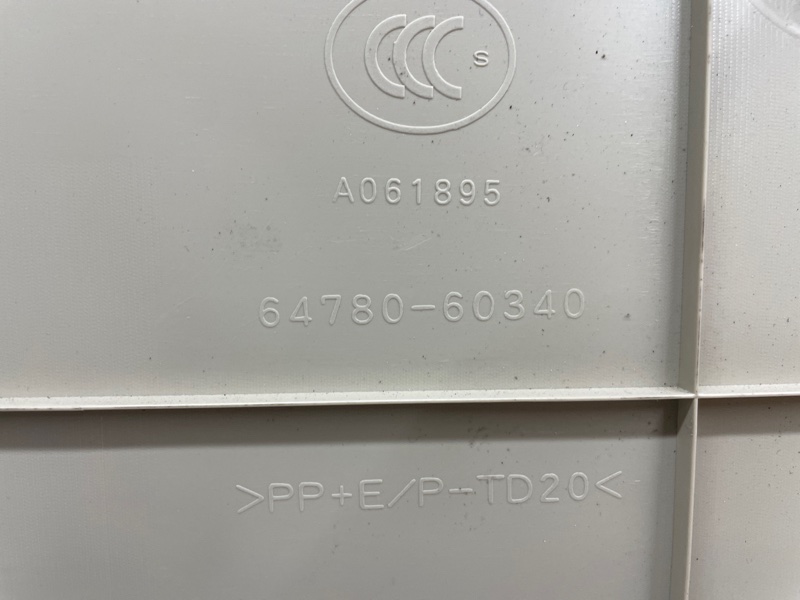 CCC S
A061895
64780-60340
>PP+E/P-TD20<